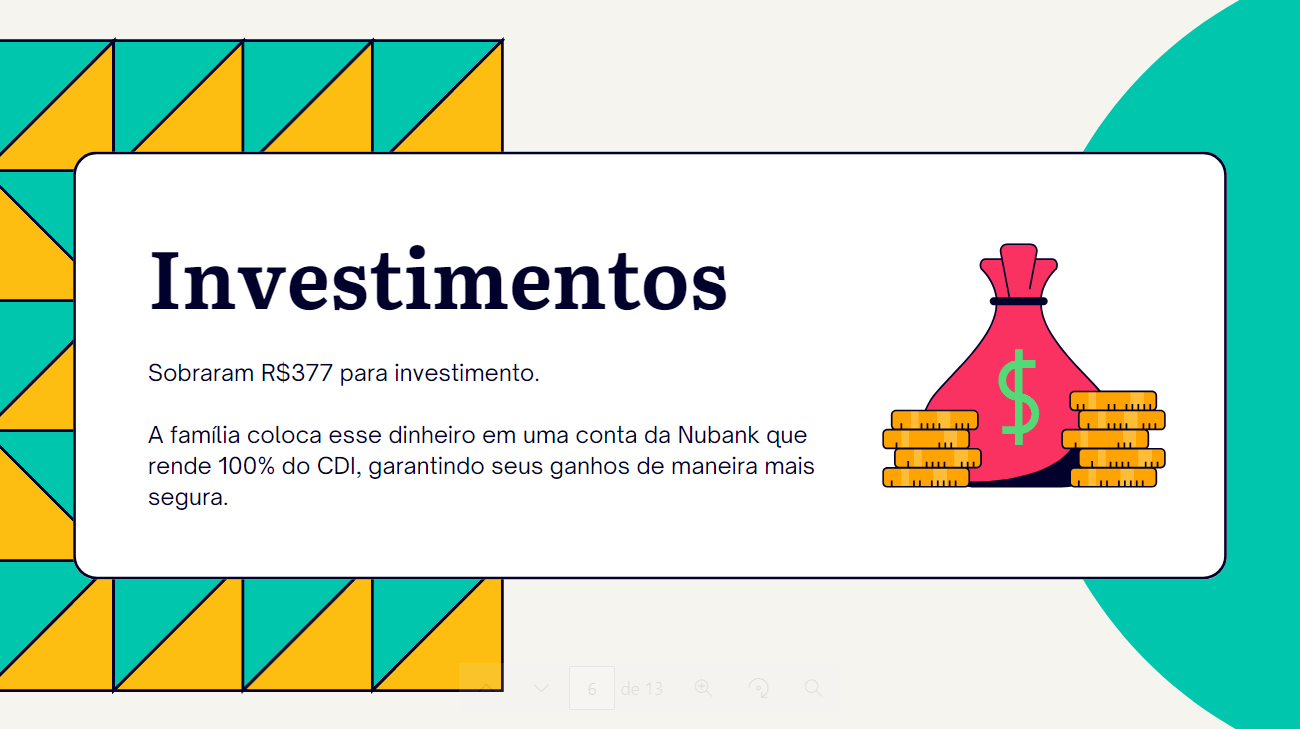 Investimentos
Sobraram R$377 para investimento.
A família coloca esse dinheiro em uma conta da Nubank que
rende 100% do CDI, garantindo seus ganhos de maneira mais
segura.
$
6 de 13